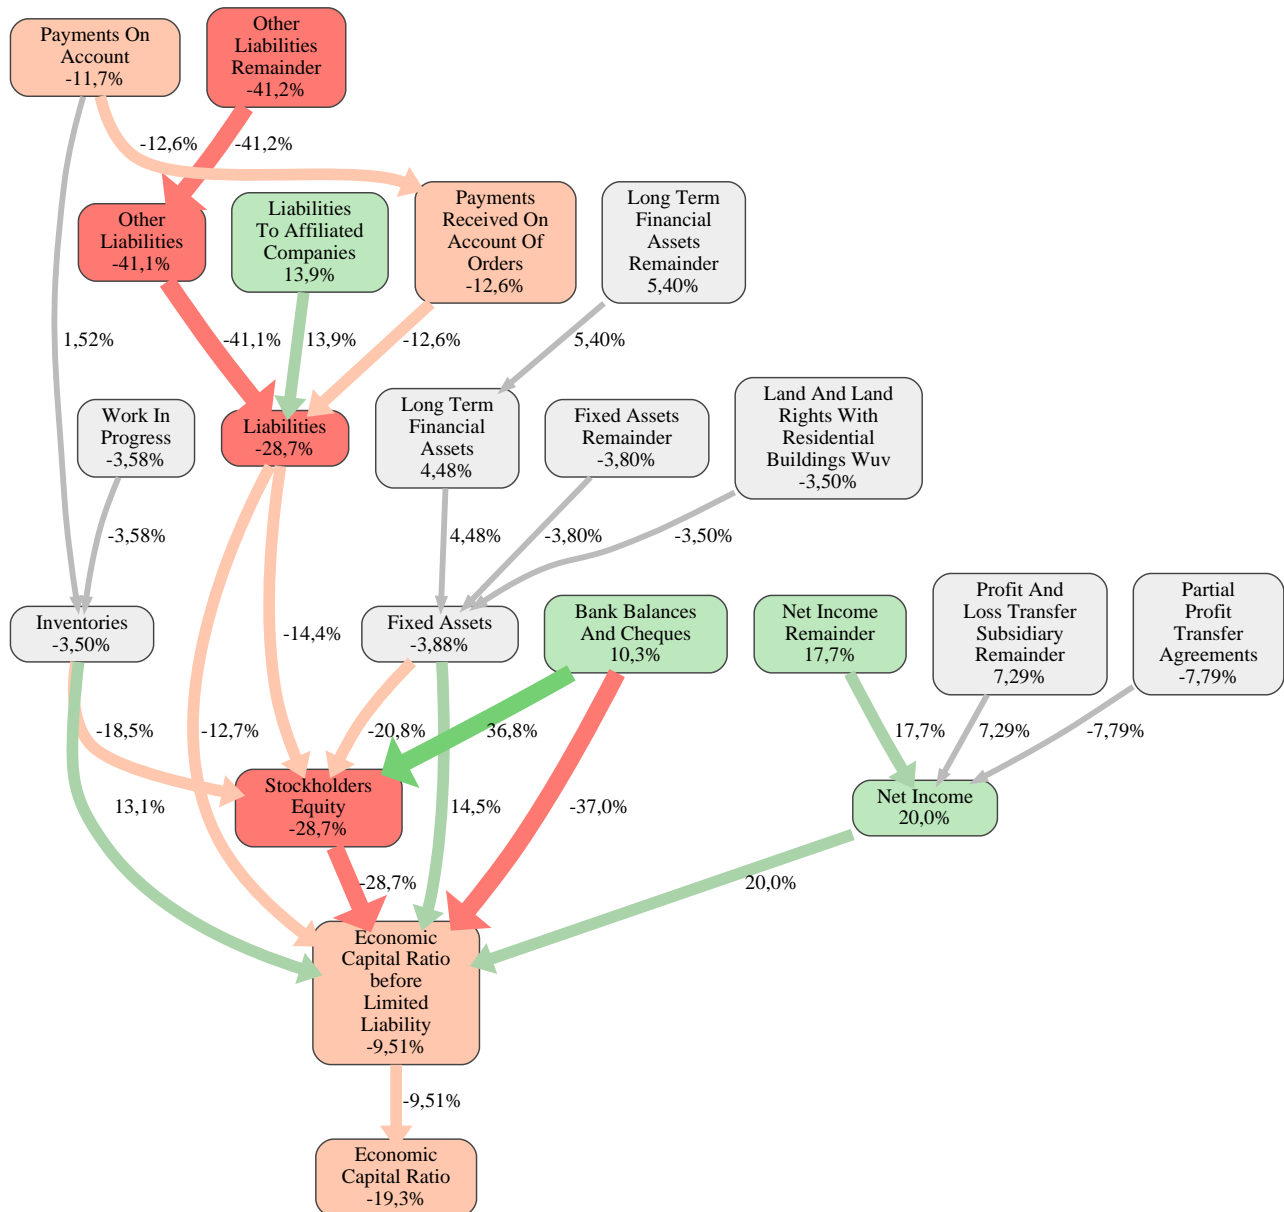 Payments On
Account
-11,7%
Other
Liabilities
Remainder
-41,2%
-12,6%
-41,2%
Other
Liabilities
-41,1%
Liabilities
To Affiliated
Companies
13,9%
Payments
Received On
Account Of
Orders
-12,6%
Long Term
Financial
Assets
Remainder
5,40%
1,52%
-41,1%
13,9%
-12,6%
5,40%
Work In
Progress
-3,58%
Liabilities
-28,7%
Long Term
Financial
Assets
4,48%
Fixed Assets
Remainder
-3,80%
Land And Land
Rights With
Residential
Buildings Wuv
-3,50%
-3,58%
4,48%
-3,80%
-3,50%
Inventories
-3,50%
-14,4%
Fixed Assets
-3,88%
Bank Balances
And Cheques
10,3%
Net Income
Remainder
17,7%
Profit And
Loss Transfer
Subsidiary
Remainder
7,29%
Partial
Profit
Transfer
Agreements
-7,79%
-18,5%
-12,7%
-20,8%
36,8%
17,7%
7,29%
-7,79%
13,1%
Stockholders
Equity
-28,7%
14,5%
-37,0%
Net Income
20,0%
-28,7%
20,0%
Economic
Capital Ratio
before
Limited
Liability
-9,51%
-9,51%
Economic
Capital Ratio
-19,3%